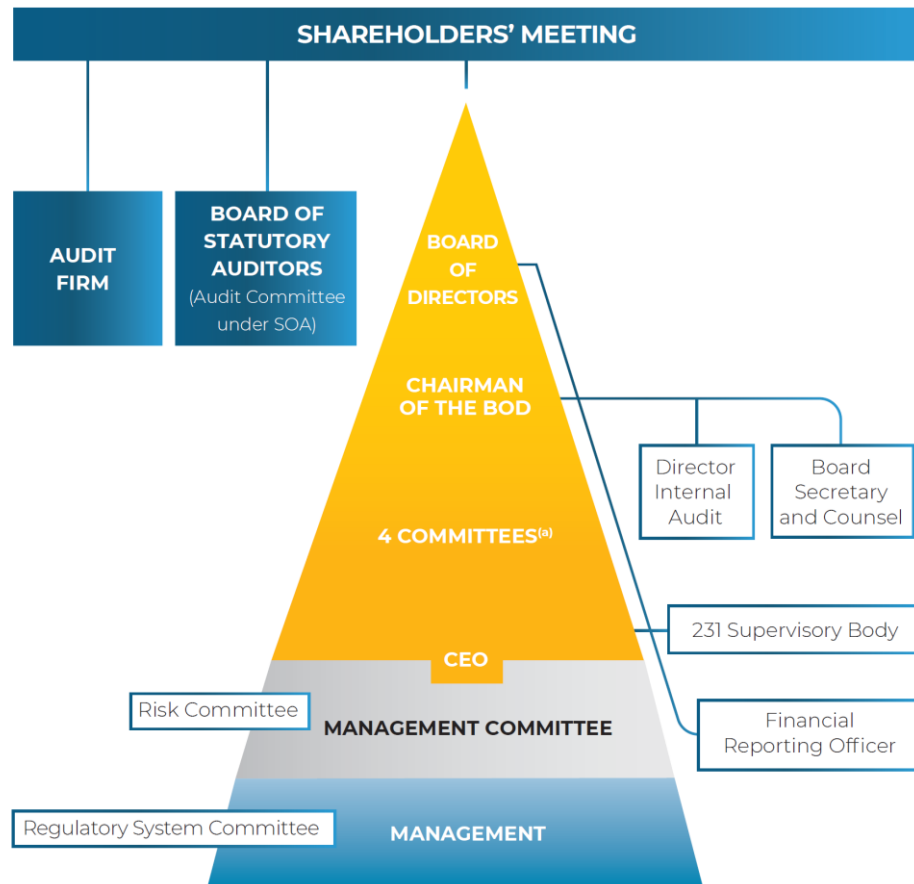 SHAREHOLDERS' MEETING
AUDIT
FIRM
BOARD OF
STATUTORY
AUDITORS
(Audit Committee
under SOA)
BOARD
OF
DIRECTORS
CHAIRMAN
OF THE BOD
Director
Internal
Audit
Board
Secretary
and Counsel
4 COMMITTEES(a)
231 Supervisory Body
CEO
Risk Committee
MANAGEMENT COMMITTEE
Financial
Reporting Officer
Regulatory System Committee
MANAGEMENT